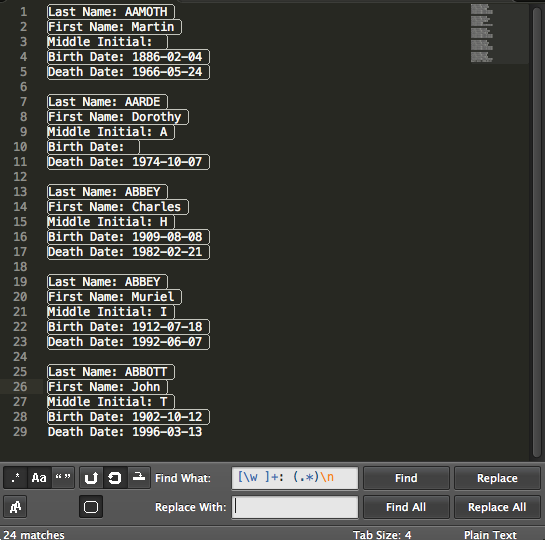 1 Last Name: AAMOTH
2 First Name: Martin
3 Middle Initial:
4 Birth Date: 1886-02-04
5 Death Date: 1966-05-24
6
7 Last Name: AARDE
8 First Name: Dorothy
9 Middle Initial: A
10 Birth Date:
11 Death Date: 1974-10-07
12
13 Last Name: ABBEY
14 First Name: Charles
15 Middle Initial: H
16 Birth Date: 1909-08-08
17 Death Date: 1982-02-21
18
19 Last Name: ABBEY
20 First Name: Muriel
21 Middle Initial: I
22 Birth Date: 1912-07-18
23 Death Date: 1992-06-07
24
25 Last Name: ABBOTT
26 First Name: John
27 Middle Initial: T
28 Birth Date: 1902-10-12
29 Death Date: 1996-03-13
.* Aa “ ” Find What: [\w ]+: (.*)\n Find Replace
AA Replace With: Find All Replace All
24 matches Tab Size: 4 Plain Text